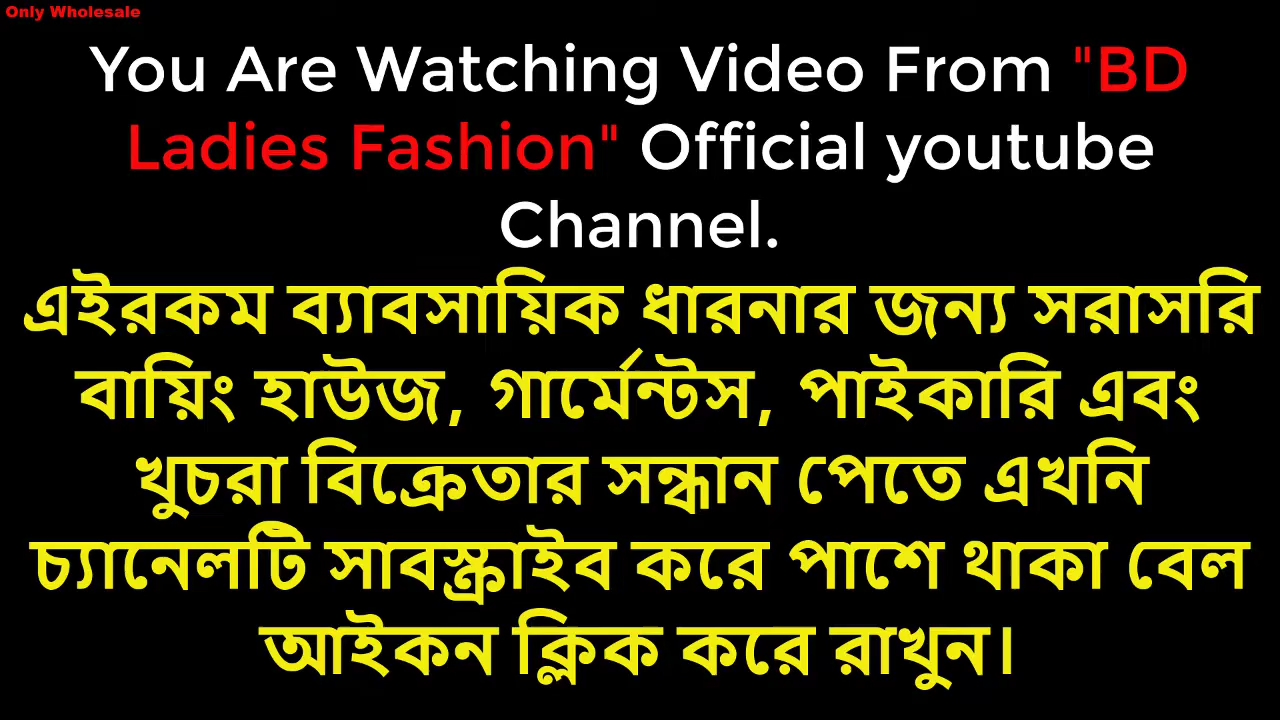 Only Wholesale
You Are Watching Video From "BD
Ladies Fashion" Official youtube
Channel.
এইরকম ব্যাবসায়িক ধারনার জন্য সরাসরি
বায়িং হাউজ, গার্মেন্টস, পাইকারি এবং
খুচরা বিক্রেতার সন্ধান পেতে এখনি
চ্যানেলটি সাবস্ক্রাইব করে পাশে থাকা বেল
আইকন ক্লিক করে রাখুন।